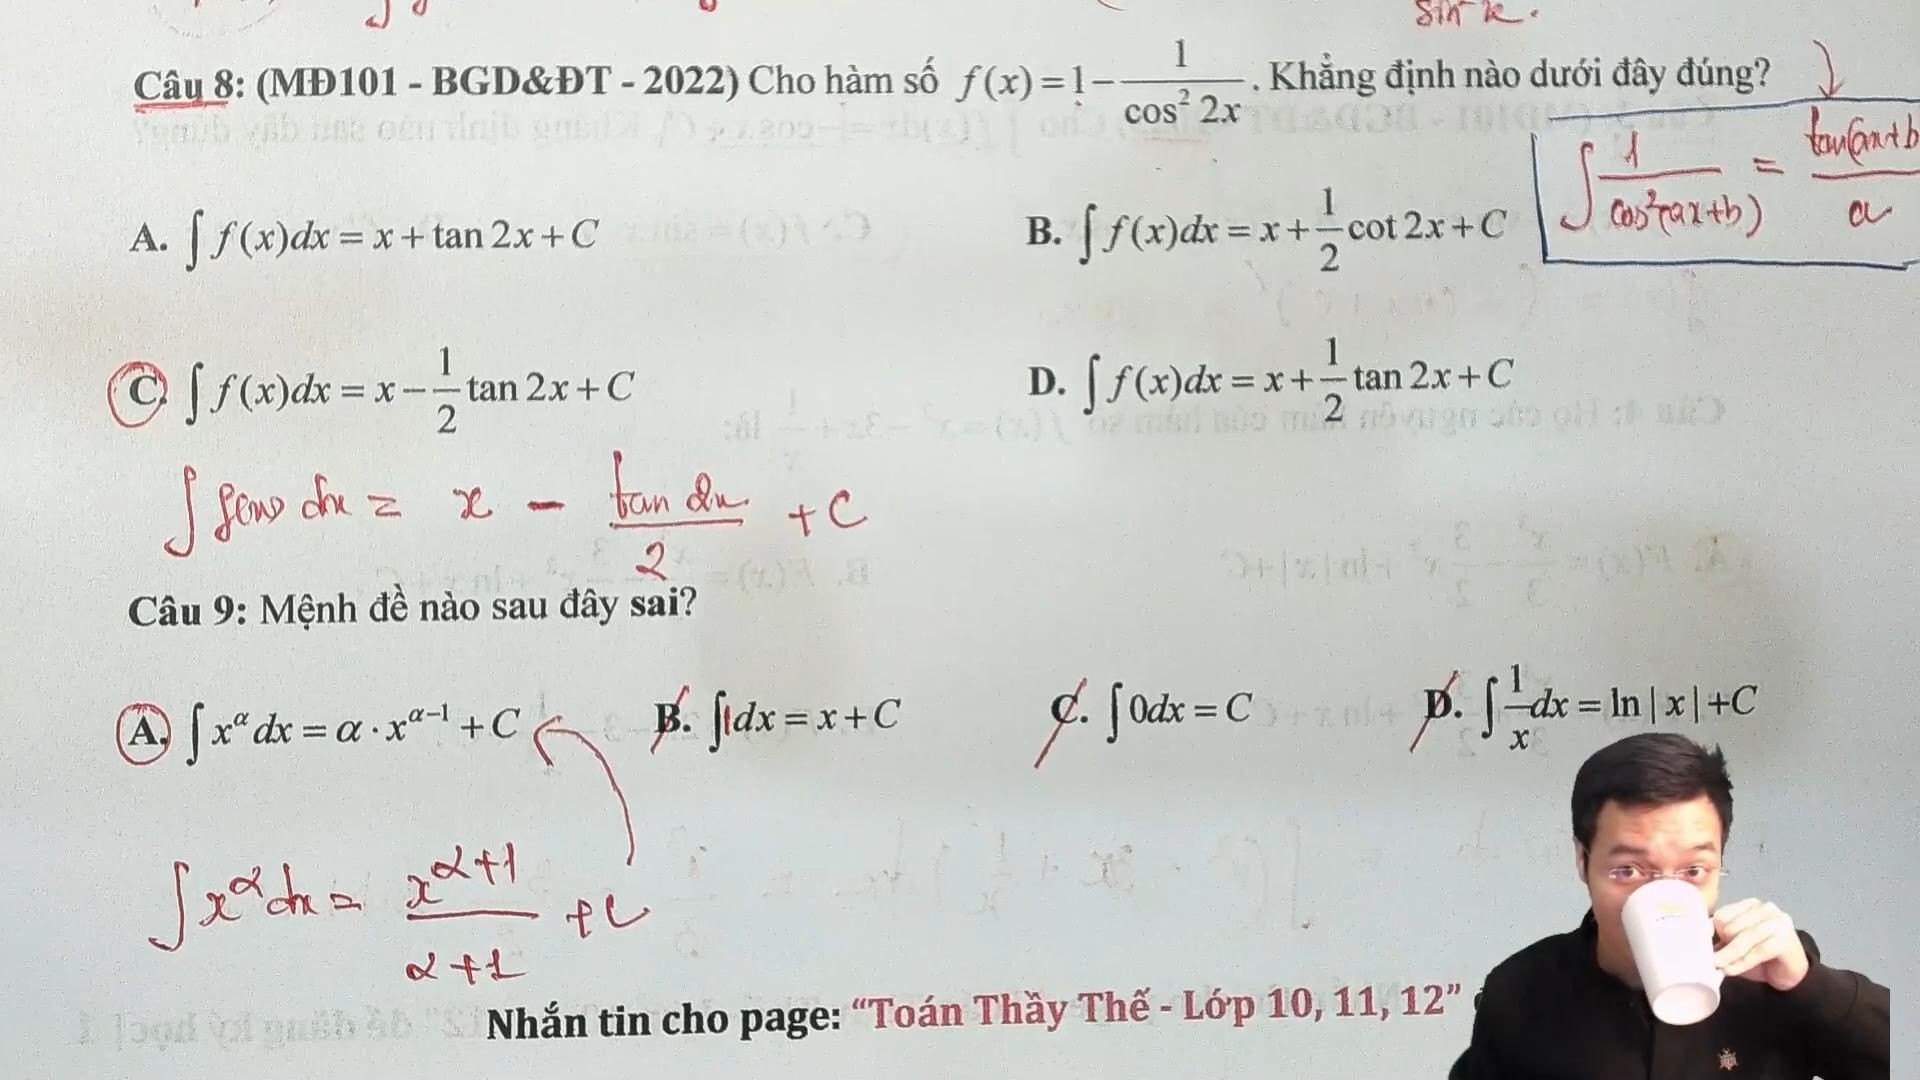 sin² x.
Câu 8: (MĐ101 - BGD&ĐT - 2022) Cho hàm số f(x) = 1 - 1/cos² 2x. Khẳng định nào dưới đây đúng?
∫ 1/cos²(ax+b) = tan(ax+b/a
A. ∫ f(x)dx = x + tan 2x + C
B. ∫ f(x)dx = x + 1/2 cot 2x + C
C. ∫ f(x)dx = x - 1/2 tan 2x + C
D. ∫ f(x)dx = x + 1/2 tan 2x + C
∫ f(x) dx = x - tan 2x/2 + C
Câu 9: Mệnh đề nào sau đây sai?
A. ∫ x^α dx = α · x^(α-1) + C
B. ∫ 1dx = x + C
C. ∫ 0dx = C
D. ∫ 1/x dx = ln | x | + C
∫ x^α dx = x^(α+1)/(α+1) + C
Nhắn tin cho page: “Toán Thầy Thế - Lớp 10, 11, 12”